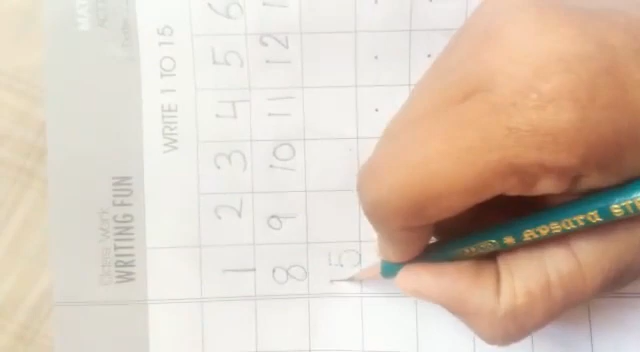 Class Work
WRITING FUN
WRITE 1 TO 15
1 2 3 4 5 6
8 9 10 11 12
15
Apsara